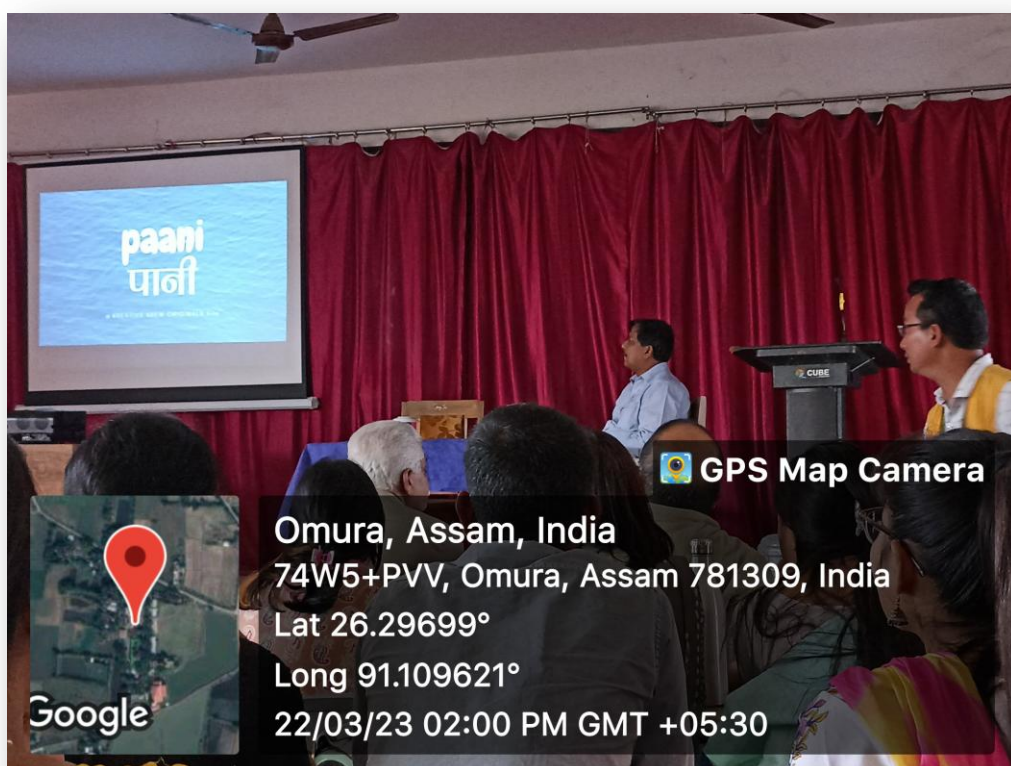 paani
पानी
CUBE
GPS Map Camera
Omura, Assam, India
74W5+PVV, Omura, Assam 781309, India
Lat 26.29699°
Long 91.109621°
22/03/23 02:00 PM GMT +05:30
Google